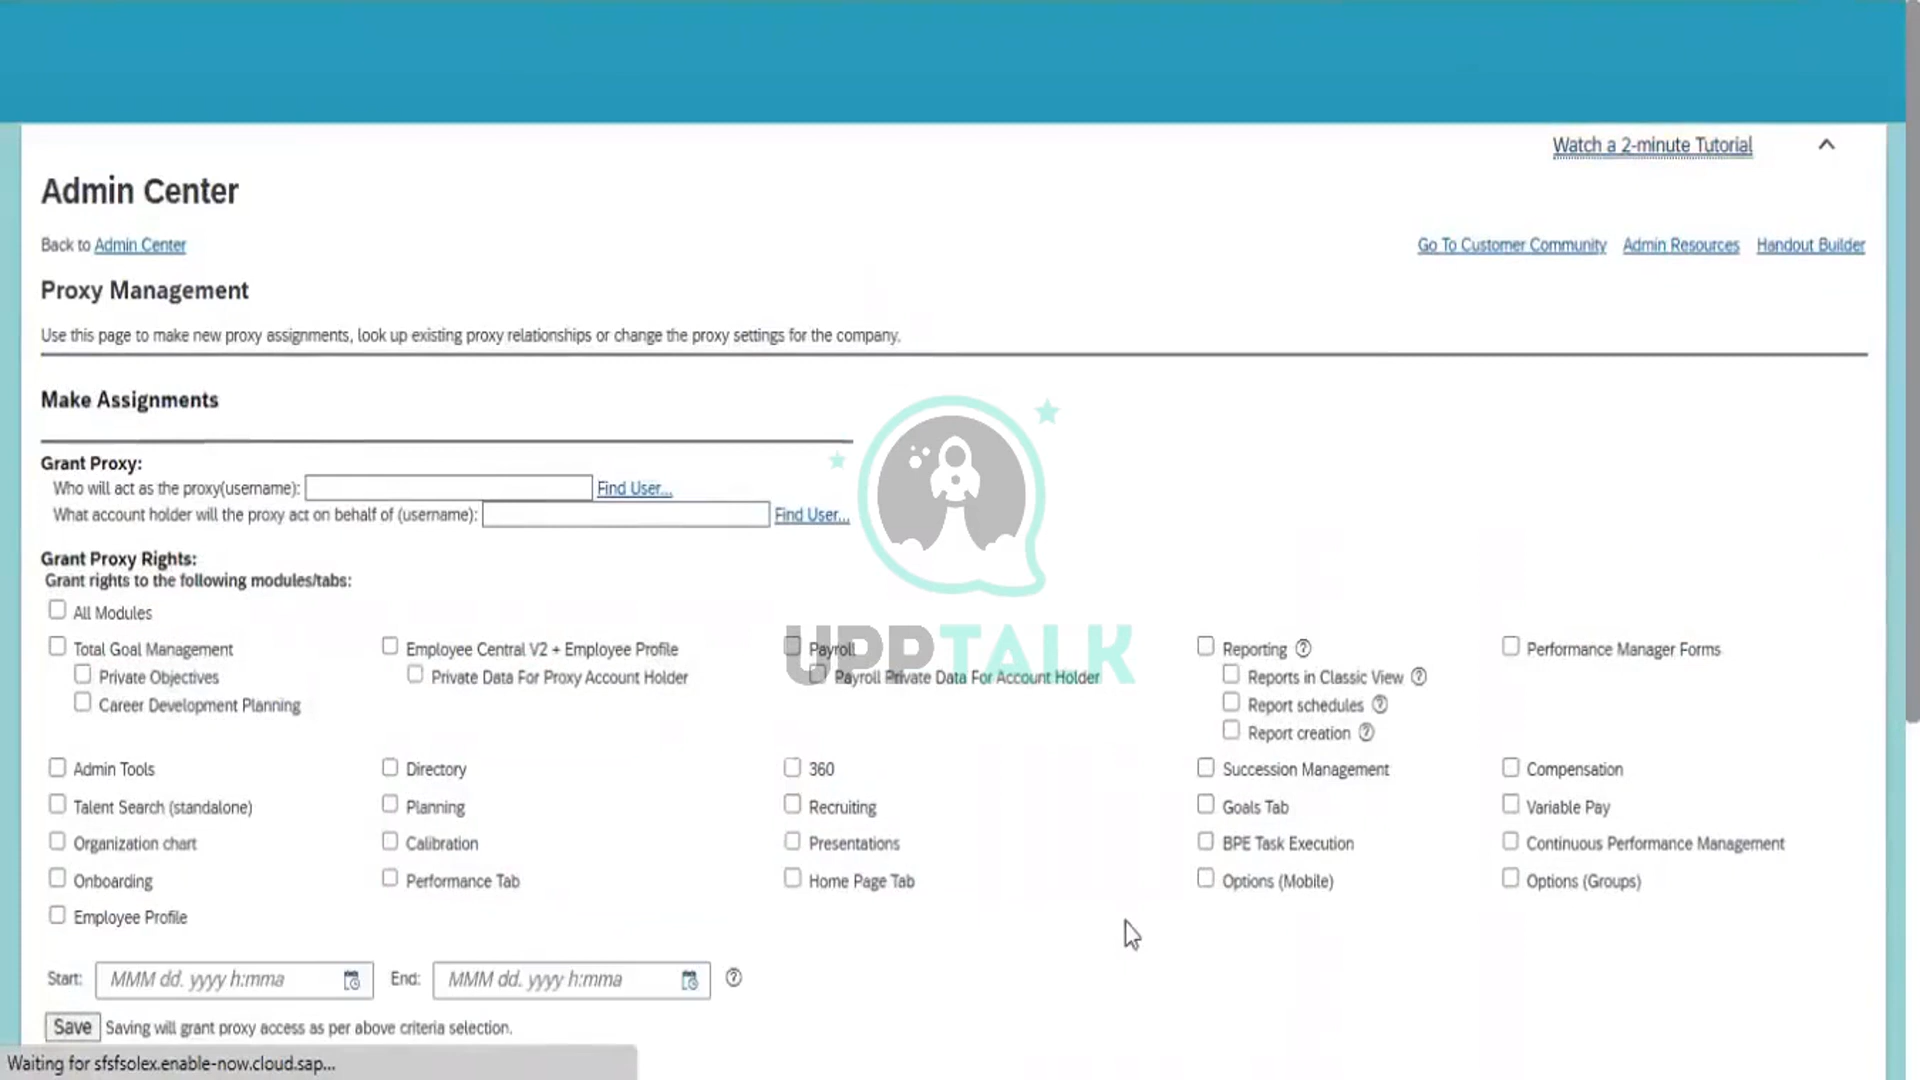 Watch a 2-minute Tutorial
Admin Center
Back to Admin Center
Go To Customer Community Admin Resources Handout Builder
Proxy Management
Use this page to make new proxy assignments, look up existing proxy relationships or change the proxy settings for the company.
Make Assignments
Grant Proxy:
Who will act as the proxy(username): Find User...
What account holder will the proxy act on behalf of (username): Find User...
Grant Proxy Rights:
Grant rights to the following modules/tabs:
All Modules
Total Goal Management Employee Central V2 + Employee Profile Payroll Reporting Performance Manager Forms
UPPTALK
Private Objectives Private Data For Proxy Account Holder Payroll Private Data For Account Holder Reports in Classic View
Career Development Planning Report schedules
Report creation
Admin Tools Directory 360 Succession Management Compensation
Talent Search (standalone) Planning Recruiting Goals Tab Variable Pay
Organization chart Calibration Presentations BPE Task Execution Continuous Performance Management
Onboarding Performance Tab Home Page Tab Options (Mobile) Options (Groups)
Employee Profile
Start: MMM dd. yyyy h:mma End: MMM dd. yyyy h:mma
Save Saving will grant proxy access as per above criteria selection.
Waiting for sfsfsolex.enable-now.cloud.sap...